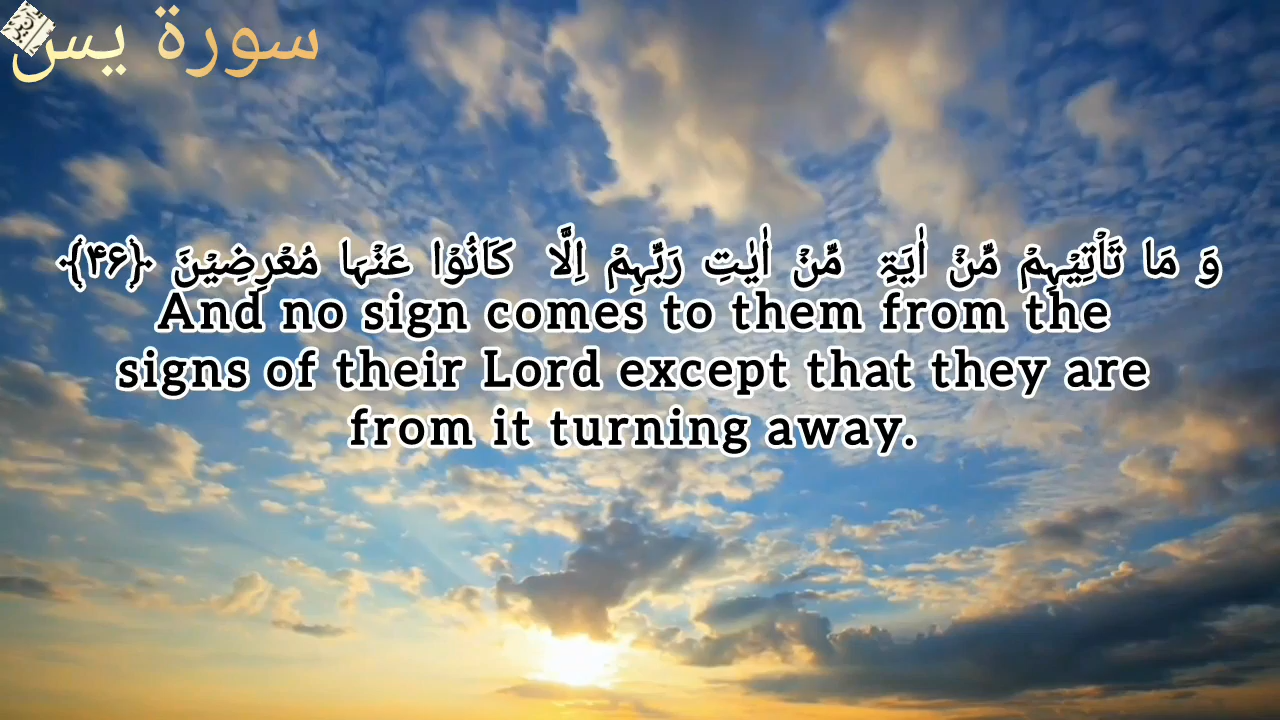 سورة يس
وَ مَا تَاۡتِیۡہِمۡ مِّنۡ اٰیَۃٍ مِّنۡ اٰیٰتِ رَبِّہِمۡ اِلَّا کَانُوۡا عَنۡہَا مُعۡرِضِیۡنَ ﴿۴۶﴾
And no sign comes to them from the
signs of their Lord except that they are
from it turning away.